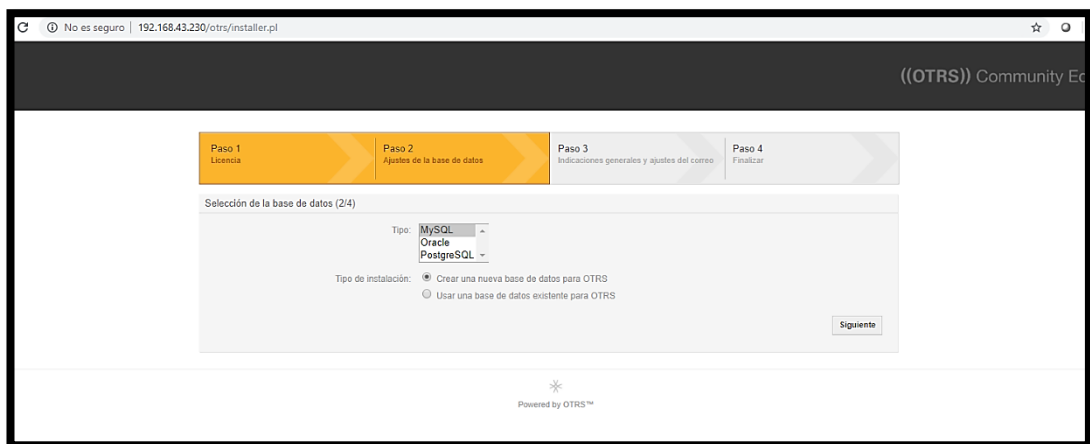 No es seguro | 192.168.43.230/otrs/installer.pl
((OTRS)) Community Ed
Paso 1
Licencia
Paso 2
Ajustes de la base de datos
Paso 3
Indicaciones generales y ajustes del correo
Paso 4
Finalizar
Selección de la base de datos (2/4)
Tipo: MySQL
Oracle
PostgreSQL
Tipo de instalación: Crear una nueva base de datos para OTRS
Usar una base de datos existente para OTRS
Siguiente
Powered by OTRS™